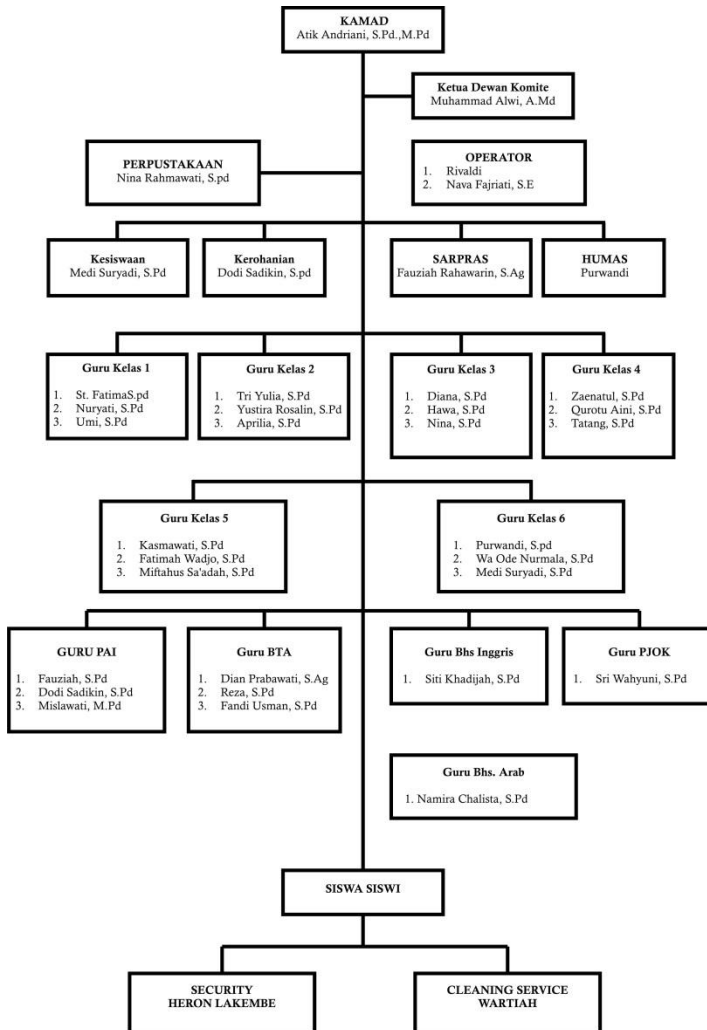 KAMAD
Atik Andriani, S.Pd.,M.Pd
Ketua Dewan Komite
Muhammad Alwi, A.Md
PERPUSTAKAAN
Nina Rahmawati, S.pd
OPERATOR
1. Rivaldi
2. Nava Fajriati, S.E
Kesiswaan
Medi Suryadi, S.Pd
Kerohanian
Dodi Sadikin, S.pd
SARPRAS
Fauziah Rahawarin, S.Ag
HUMAS
Purwandi
Guru Kelas 1
1. St. FatimaS.pd
2. Nuryati, S.Pd
3. Umi, S.Pd
Guru Kelas 2
1. Tri Yulia, S.Pd
2. Yustira Rosalin, S.Pd
3. Aprilia, S.Pd
Guru Kelas 3
1. Diana, S.Pd
2. Hawa, S.Pd
3. Nina, S.Pd
Guru Kelas 4
1. Zaenatul, S.Pd
2. Qurotu Aini, S.Pd
3. Tatang, S.Pd
Guru Kelas 5
1. Kasmawati, S.Pd
2. Fatimah Wadjo, S.Pd
3. Miftahus Sa'adah, S.Pd
Guru Kelas 6
1. Purwandi, S.pd
2. Wa Ode Nurmala, S.Pd
3. Medi Suryadi, S.Pd
GURU PAI
1. Fauziah, S.Pd
2. Dodi Sadikin, S.Pd
3. Mislawati, M.Pd
Guru BTA
1. Dian Prabawati, S.Ag
2. Reza, S.Pd
3. Fandi Usman, S.Pd
Guru Bhs Inggris
1. Siti Khadijah, S.Pd
Guru PJOK
1. Sri Wahyuni, S.Pd
Guru Bhs. Arab
1. Namira Chalista, S.Pd
SISWA SISWI
SECURITY
HERON LAKEMBE
CLEANING SERVICE
WARTIAH